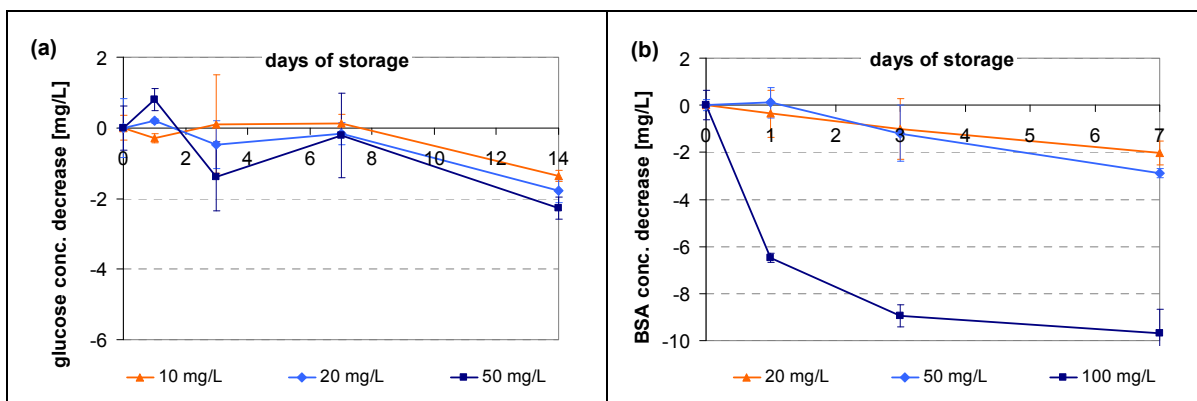 (a)
days of storage
glucose conc. decrease [mg/L]
2
0
-2
-4
-6
0 2 4 6 8 10 12 14
10 mg/L 20 mg/L 50 mg/L
(b)
days of storage
BSA conc. decrease [mg/L]
2
0
-2
-4
-6
-8
-10
0 1 2 3 4 5 6 7
20 mg/L 50 mg/L 100 mg/L